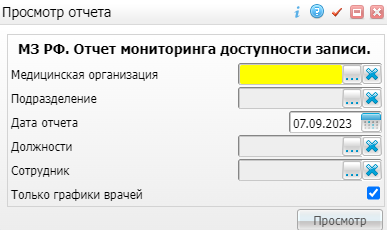 Просмотр отчета
МЗ РФ. Отчет мониторинга доступности записи.
Медицинская организация ...
Подразделение ...
Дата отчета 07.09.2023
Должности ...
Сотрудник ...
Только графики врачей
Просмотр